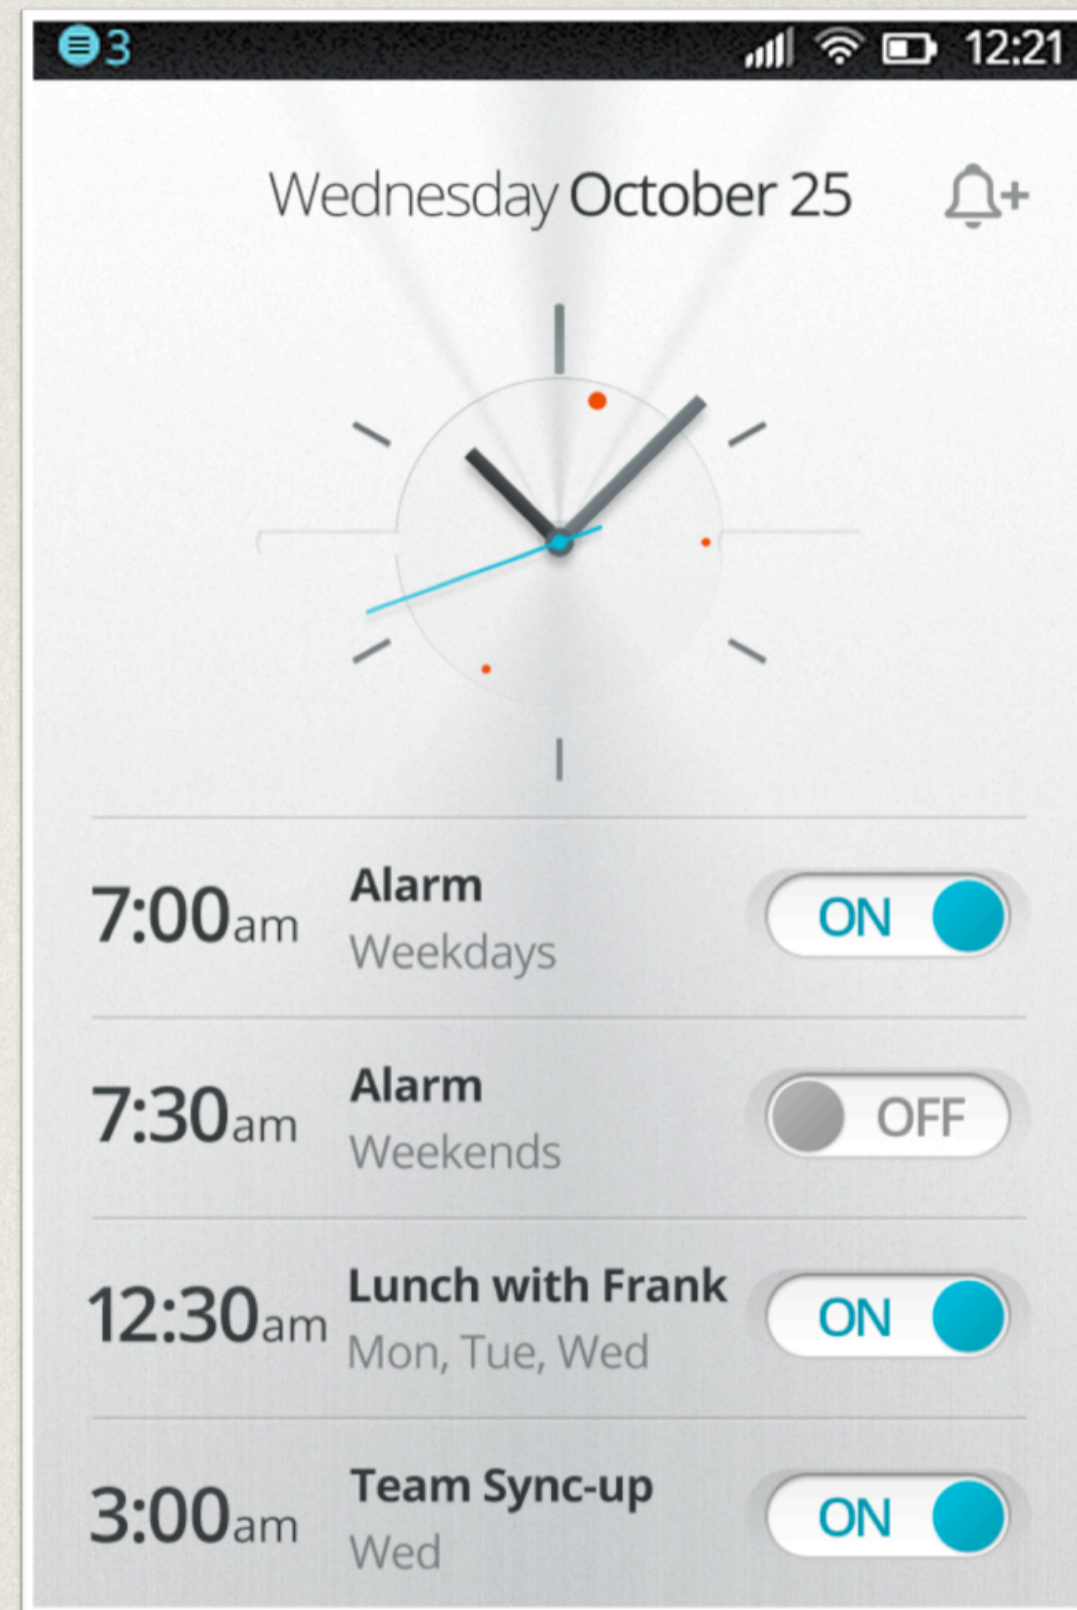 3 12:21
Wednesday October 25
7:00am Alarm ON
Weekdays
7:30am Alarm OFF
Weekends
12:30am Lunch with Frank ON
Mon, Tue, Wed
3:00am Team Sync-up ON
Wed